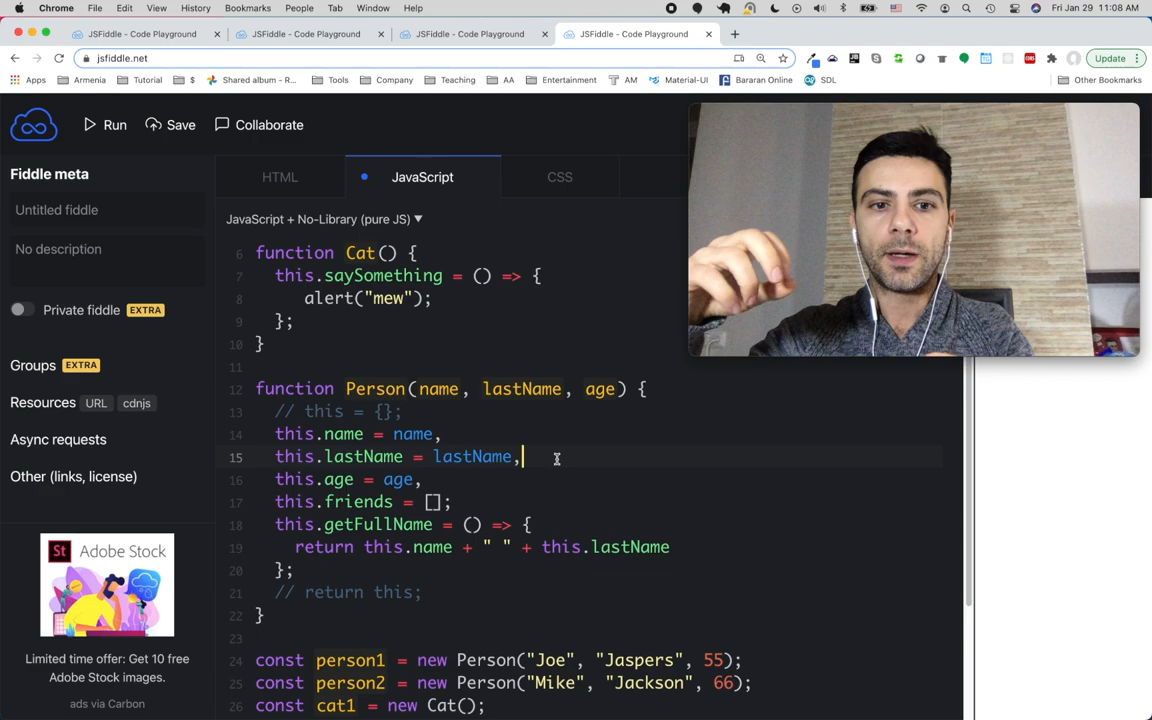 Chrome File Edit View History Bookmarks People Tab Window Help Fri Jan 29 11:08 AM
JSFiddle - Code Playground JSFiddle - Code Playground JSFiddle - Code Playground JSFiddle - Code Playground
jsfiddle.net Update
Apps Armenia Tutorial $ Shared album - R... Tools Company Teaching AA Entertainment AM Material-UI Bararan Online SDL Other Bookmarks
Run Save Collaborate
Fiddle meta
Untitled fiddle
No description
Private fiddle EXTRA
Groups EXTRA
Resources URL cdnjs
Async requests
Other (links, license)
St Adobe Stock
Limited time offer: Get 10 free
Adobe Stock images.
ads via Carbon
HTML JavaScript CSS
JavaScript + No-Library (pure JS) ▼
6 function Cat() {
7 this.saySomething = () => {
8 alert("mew");
9 };
10 }
11
12 function Person(name, lastName, age) {
13 // this = {};
14 this.name = name,
15 this.lastName = lastName,
16 this.age = age,
17 this.friends = [];
18 this.getFullName = () => {
19 return this.name + " " + this.lastName
20 };
21 // return this;
22 }
23
24 const person1 = new Person("Joe", "Jaspers", 55);
25 const person2 = new Person("Mike", "Jackson", 66);
26 const cat1 = new Cat();